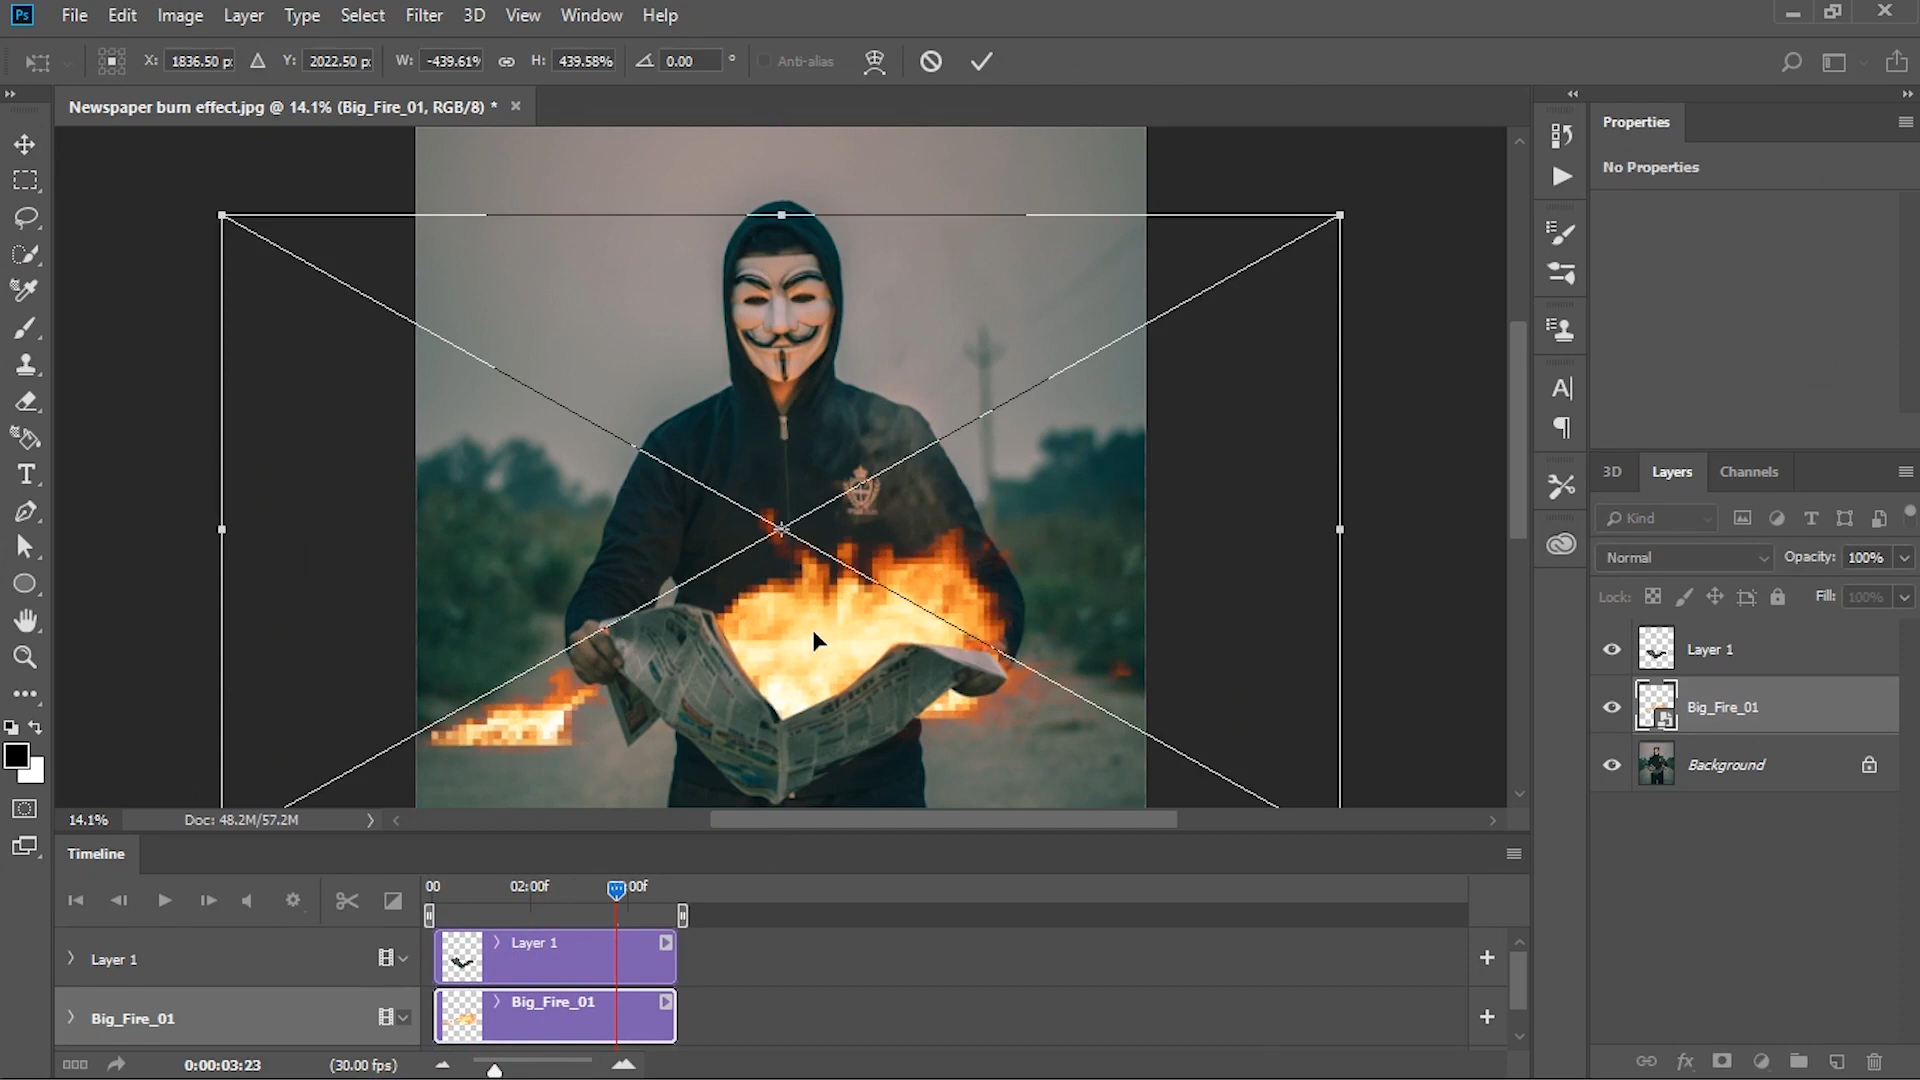 Ps File Edit Image Layer Type Select Filter 3D View Window Help
X: 1836.50 p Y: 2022.50 p W: -439.61% H: 439.58% 0.00 ° Anti-alias
Newspaper burn effect.jpg @ 14.1% (Big_Fire_01, RGB/8) * ×
Properties
No Properties
3D Layers Channels
Kind
Normal Opacity: 100%
Lock: Fill: 100%
Layer 1
Big_Fire_01
Background
14.1% Doc: 48.2M/57.2M
Timeline
00 02:00f 00f
Layer 1 Layer 1
Big_Fire_01 Big_Fire_01
0:00:03:23 (30.00 fps)